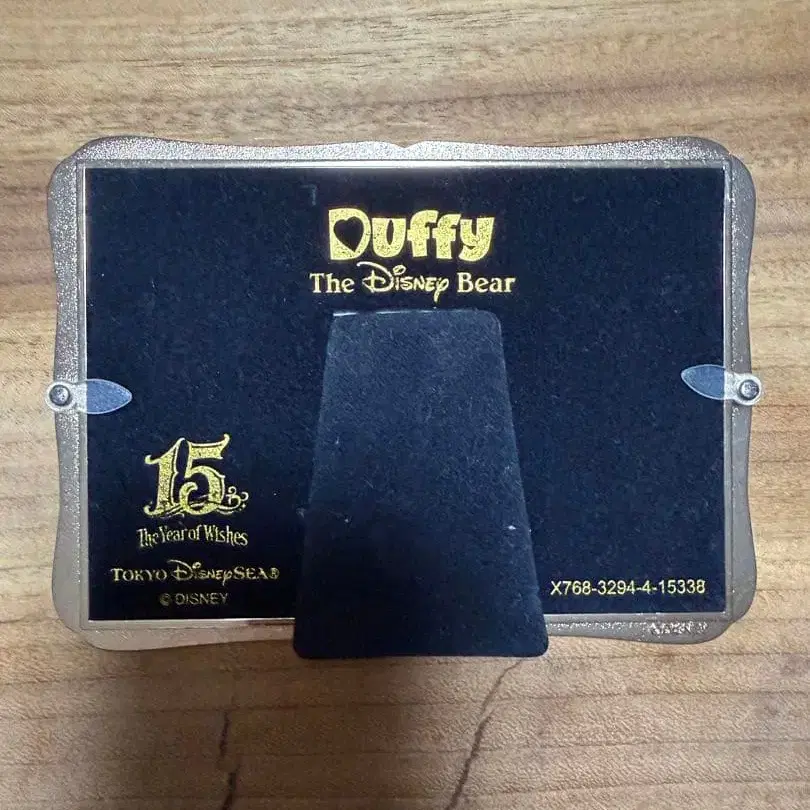 Duffy
The Disney Bear
15
The Year of Wishes
TOKYO DISNEYSEA®
© DISNEY
X768-3294-4-15338